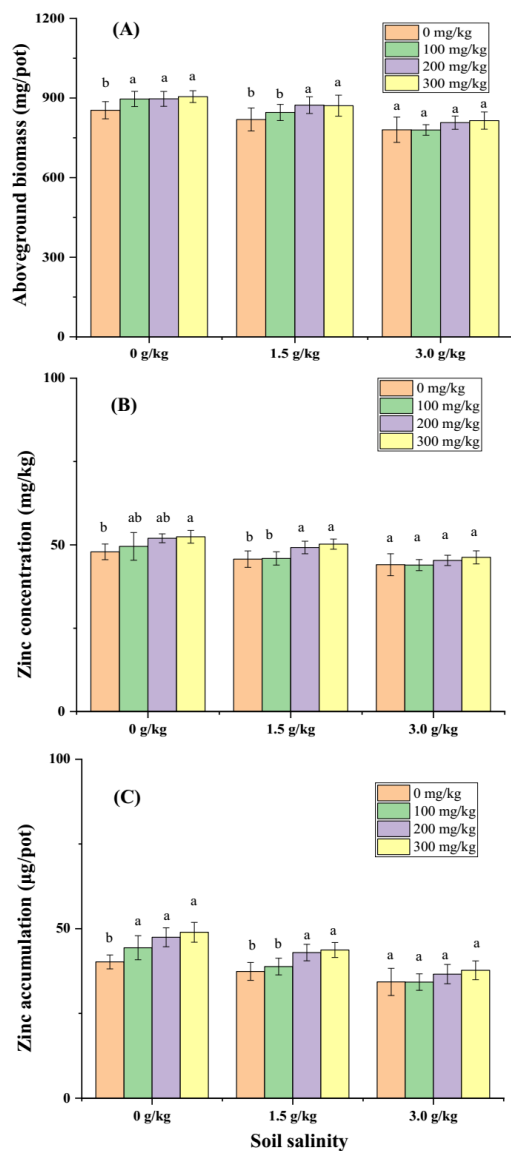 (A)
0 mg/kg
100 mg/kg
200 mg/kg
300 mg/kg
Aboveground biomass (mg/pot)
1200
900
600
300
0
b a a a
b b a a
a a a a
0 g/kg 1.5 g/kg 3.0 g/kg
(B)
0 mg/kg
100 mg/kg
200 mg/kg
300 mg/kg
Zinc concentration (mg/kg)
100
50
0
b ab ab a
b b a a
a a a a
0 g/kg 1.5 g/kg 3.0 g/kg
(C)
0 mg/kg
100 mg/kg
200 mg/kg
300 mg/kg
Zinc accumulation (μg/pot)
100
50
0
b a a a
b b a a
a a a a
0 g/kg 1.5 g/kg 3.0 g/kg
Soil salinity